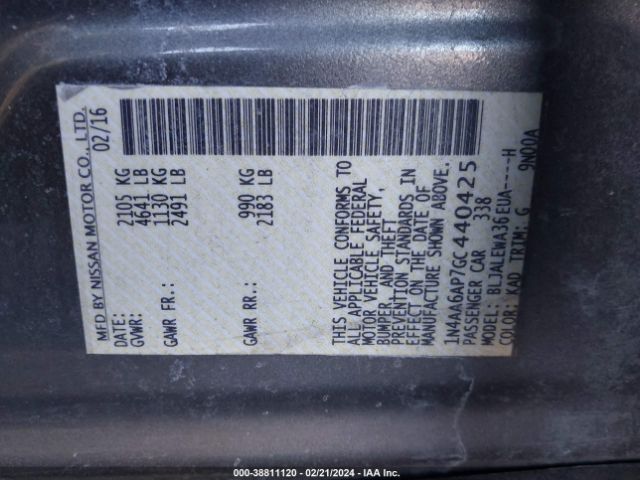 MFD BY NISSAN MOTOR CO., LTD.
DATE: 02/16
GVWR: 2105 KG
4641 LB
GAWR FR.: 1130 KG
2491 LB
GAWR RR.: 990 KG
2183 LB
THIS VEHICLE CONFORMS TO
ALL APPLICABLE FEDERAL
MOTOR VEHICLE SAFETY,
BUMPER, AND THEFT
PREVENTION STANDARDS IN
EFFECT ON THE DATE OF
MANUFACTURE SHOWN ABOVE.
1N4AA6AP7GC440425
PASSENGER CAR 338
MODEL: BLJALEWA36EUA-----H
COLOR: KAD TRIM: G 9N00A
000-38811120 - 02/21/2024 - IAA Inc.